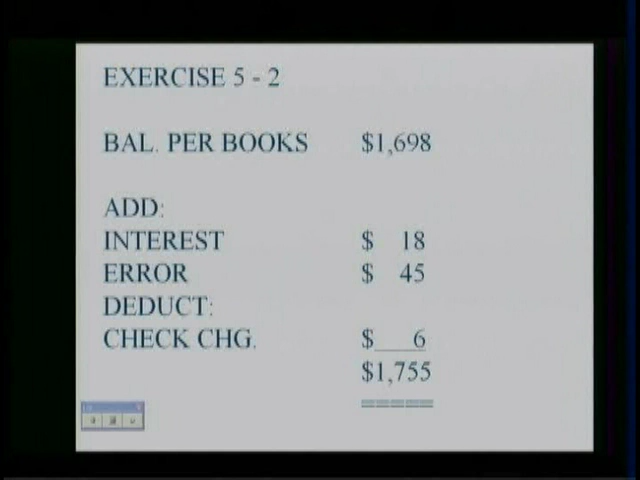 EXERCISE 5 - 2
BAL. PER BOOKS $1,698
ADD:
INTEREST $ 18
ERROR $ 45
DEDUCT:
CHECK CHG. $ 6
$1,755
=====